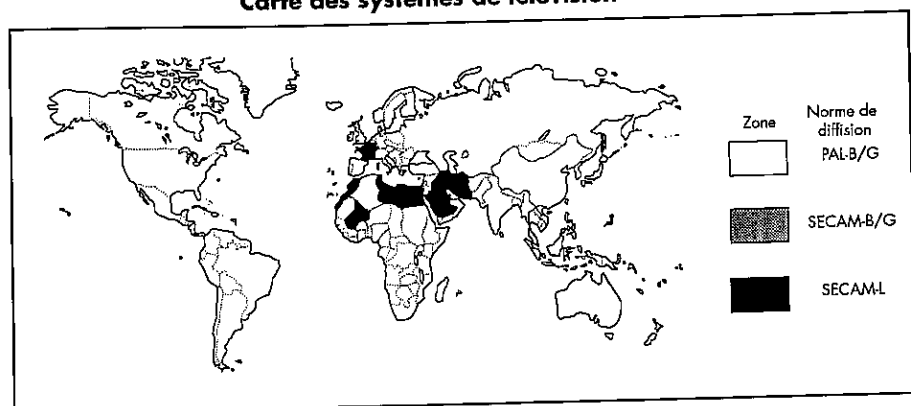 Carte des systèmes de télévision
Zone
Norme de
diffision
PAL-B/G
SECAM-B/G
SECAM-L